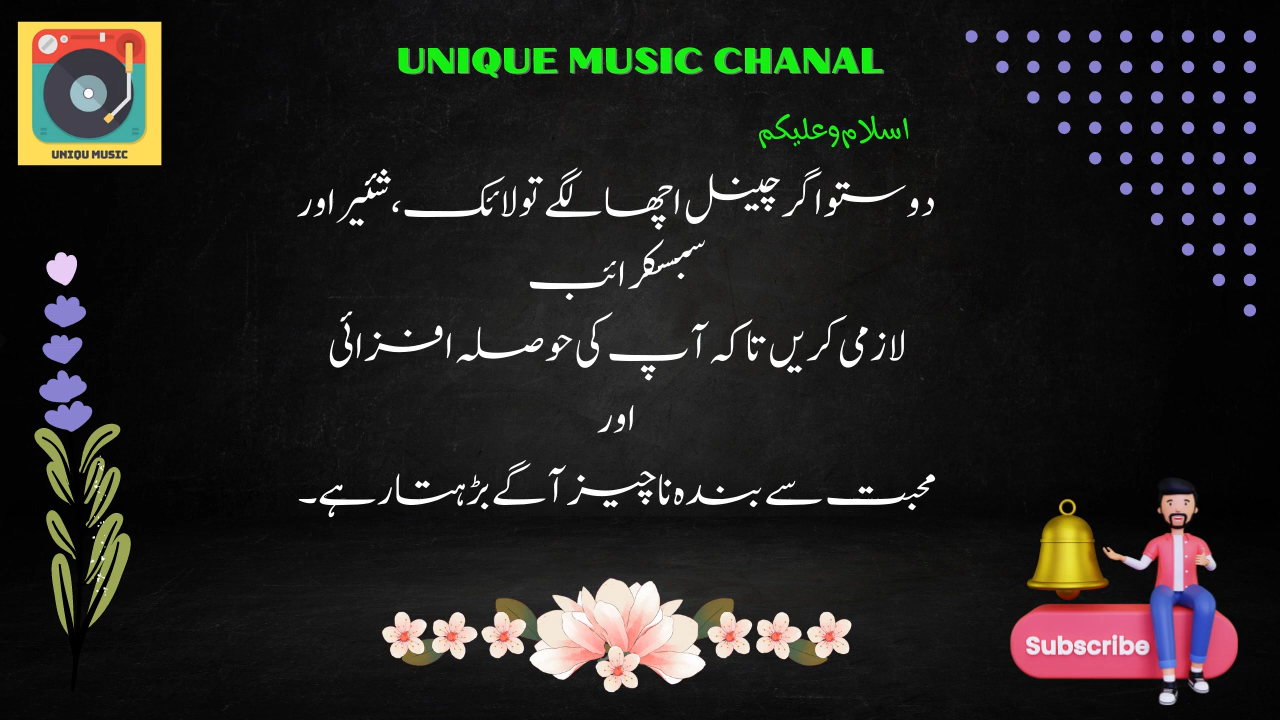 UNIQUE MUSIC CHANAL
UNIQU MUSIC
اسلام وعلیکم
دوستو اگر چینل اچھا لگے تو لائک، شئیر اور
سبسکرائب
لازمی کریں تاکہ آپ کی حوصلہ افزائی
اور
محبت سے بندہ ناچیز آگے بڑہتا رہے۔
Subscribe